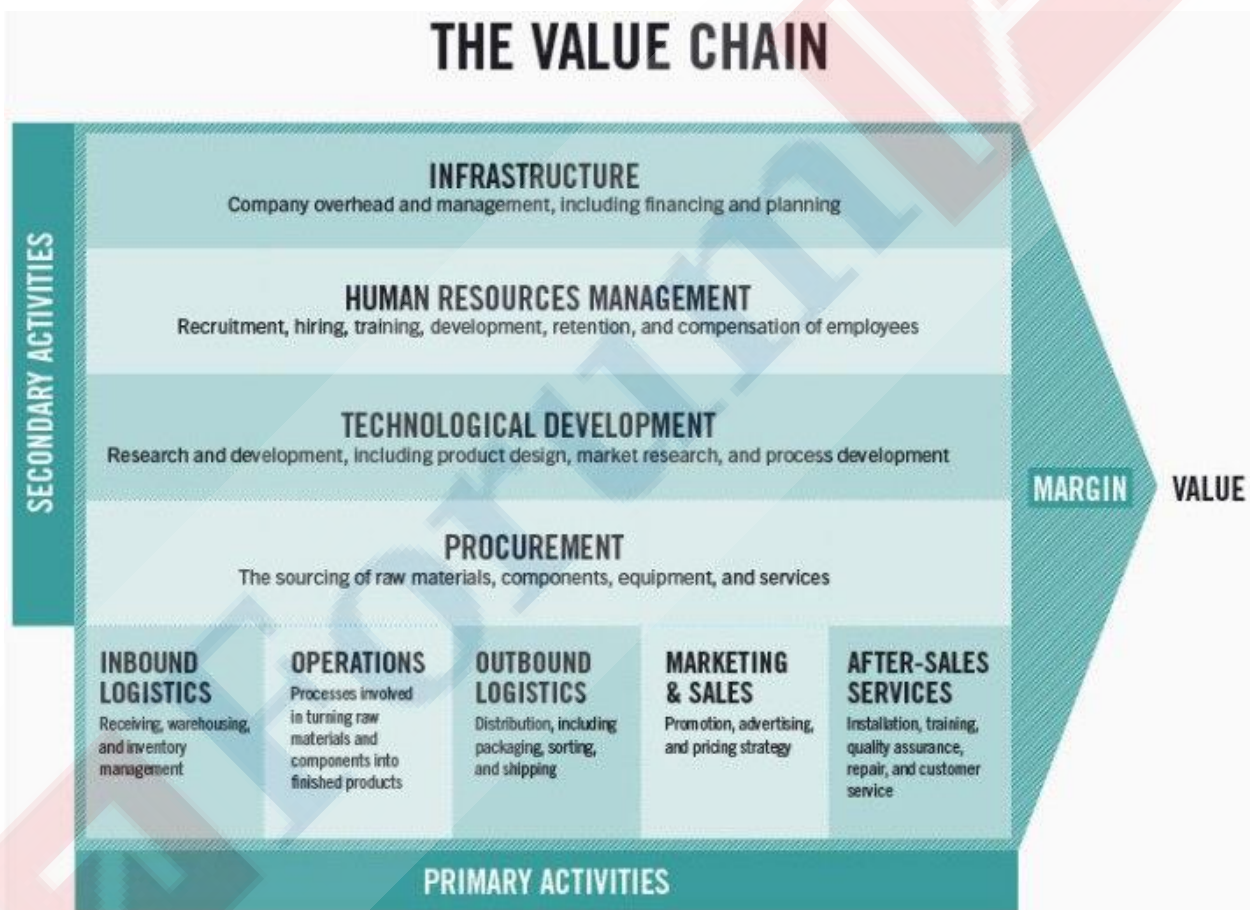 THE VALUE CHAIN
SECONDARY ACTIVITIES
INFRASTRUCTURE
Company overhead and management, including financing and planning
HUMAN RESOURCES MANAGEMENT
Recruitment, hiring, training, development, retention, and compensation of employees
TECHNOLOGICAL DEVELOPMENT
Research and development, including product design, market research, and process development
PROCUREMENT
The sourcing of raw materials, components, equipment, and services
INBOUND
LOGISTICS
Receiving, warehousing,
and inventory
management
OPERATIONS
Processes involved
in turning raw
materials and
components into
finished products
OUTBOUND
LOGISTICS
Distribution, including
packaging, sorting,
and shipping
MARKETING
& SALES
Promotion, advertising,
and pricing strategy
AFTER-SALES
SERVICES
Installation, training,
quality assurance,
repair, and customer
service
MARGIN
VALUE
PRIMARY ACTIVITIES
Forum